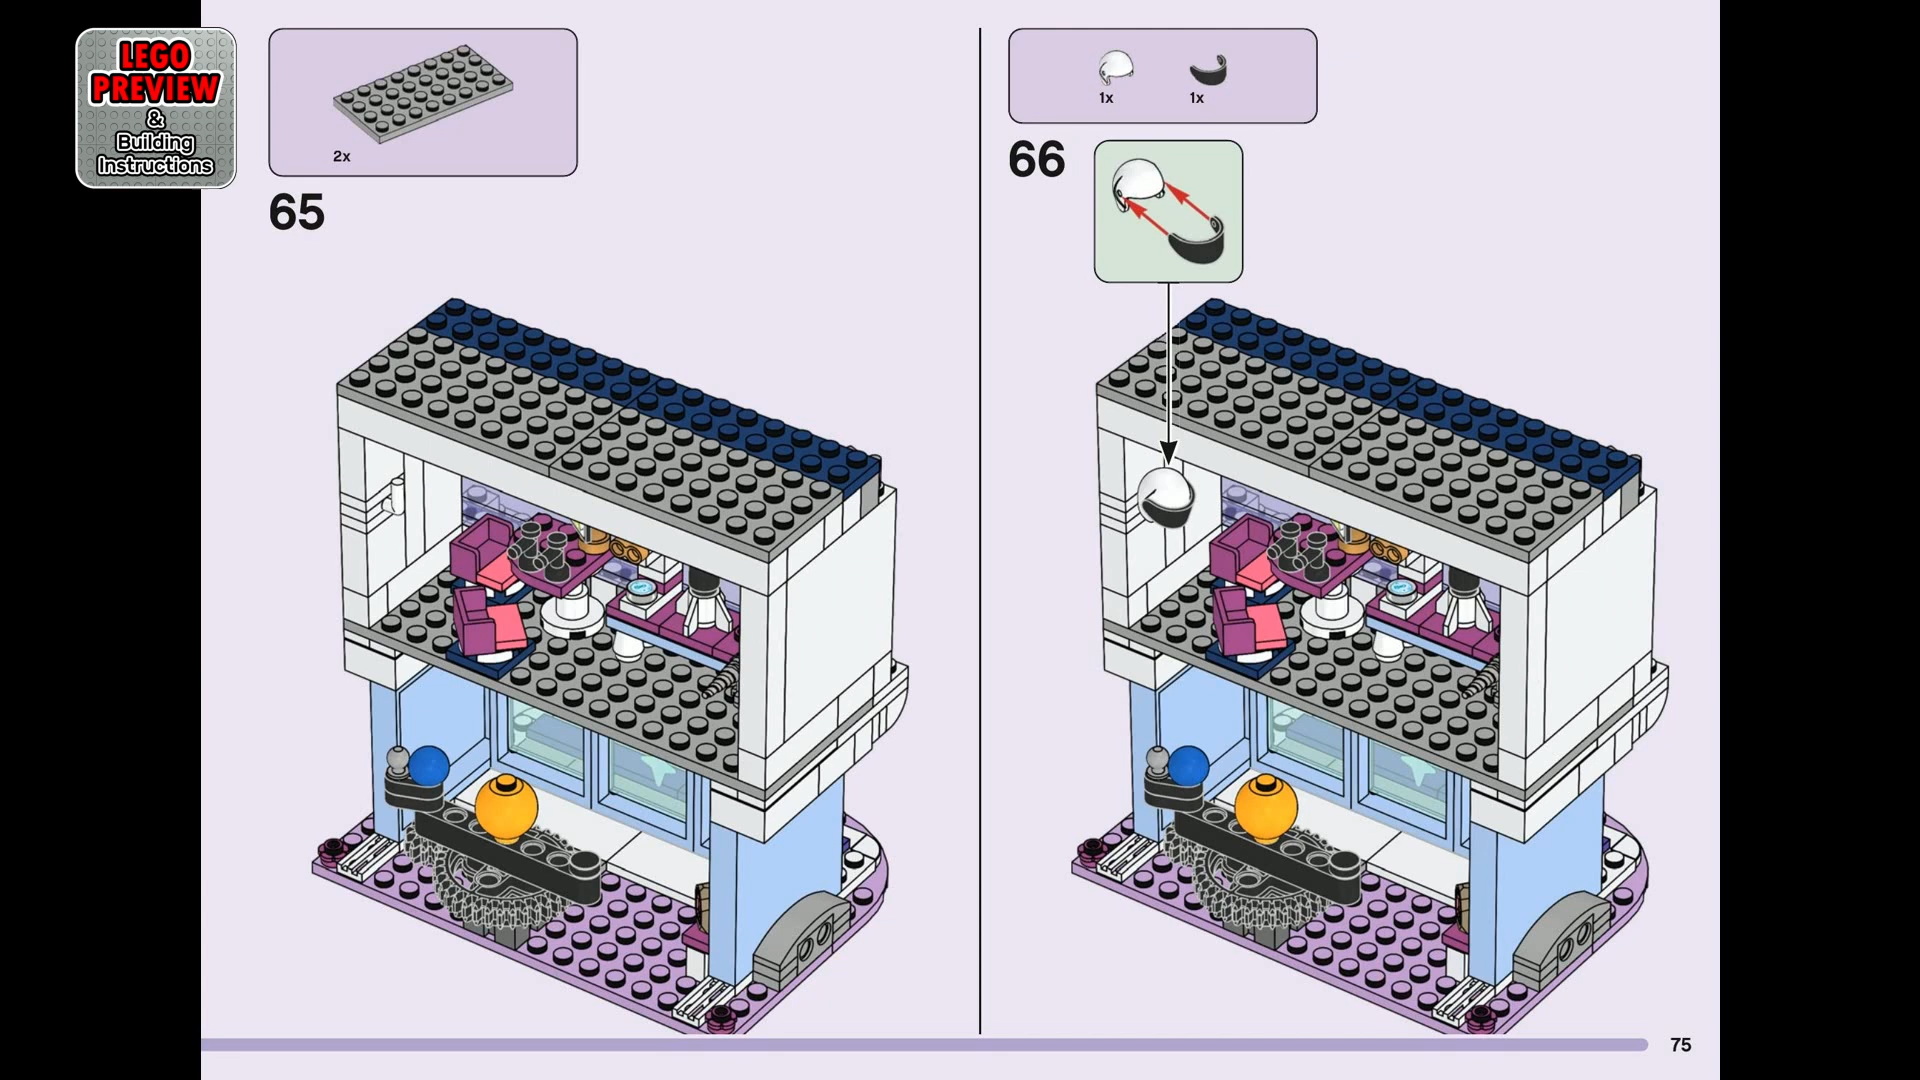 LEGO
PREVIEW
&
Building
Instructions
2x
65
1x
1x
66
75